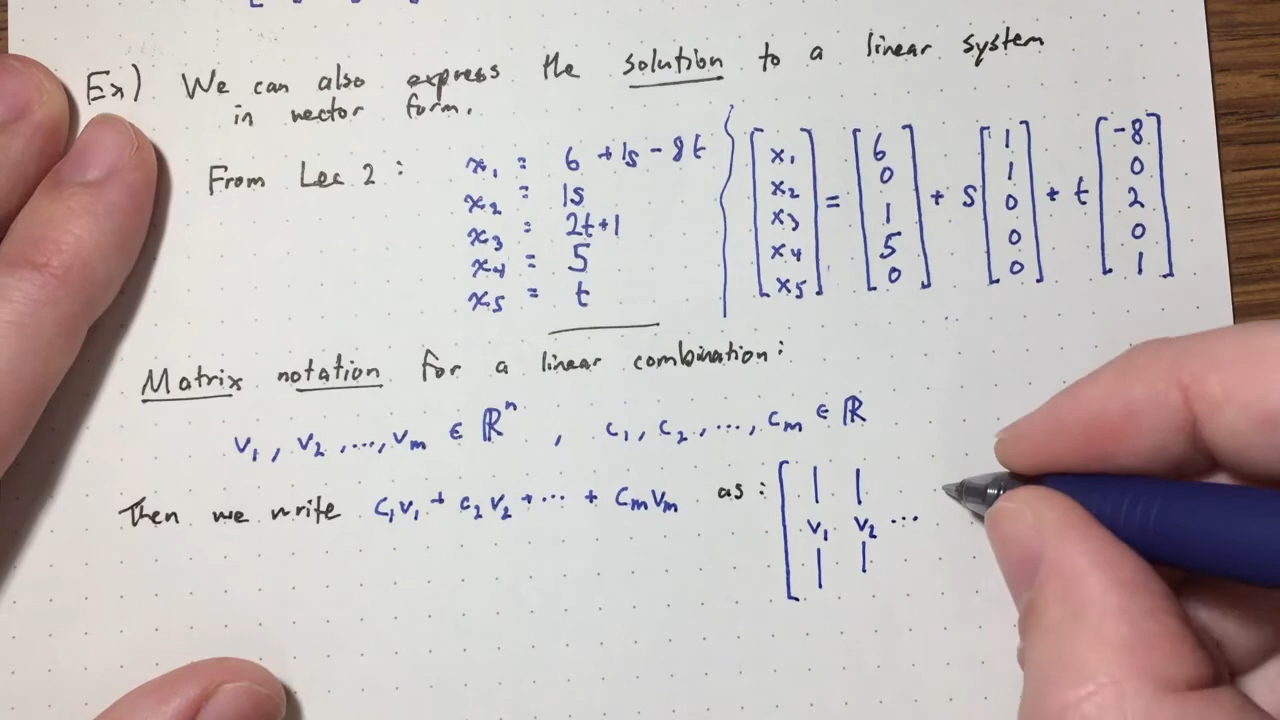 Ex) We can also express the solution to a linear system
in vector form.
From Lec 2: x₁ = 6 + 1s - 8t
x₂ = 1s
x₃ = 2t+1
x₄ = 5
x₅ = t
[x₁ x₂ x₃ x₄ x₅] = [6 0 1 5 0] + s [1 1 0 0 0] + t [-8 0 2 0 1]
Matrix notation for a linear combination:
v₁, v₂, ..., vₘ ∈ ℝⁿ , c₁, c₂, ..., cₘ ∈ ℝ
Then we write c₁v₁ + c₂v₂ + ⋯ + cₘvₘ as: [ | |
v₁ v₂ ⋯
| |